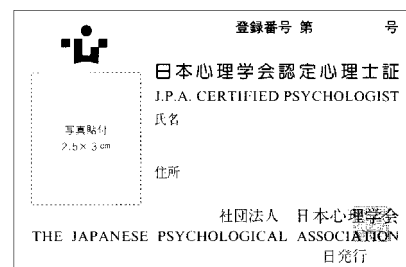 登録番号 第 号
日本心理学会認定心理士証
J.P.A. CERTIFIED PSYCHOLOGIST
氏名
写真貼付
2.5×3cm
住所
社団法人 日本心理学会
THE JAPANESE PSYCHOLOGICAL ASSOCIATION
日発行